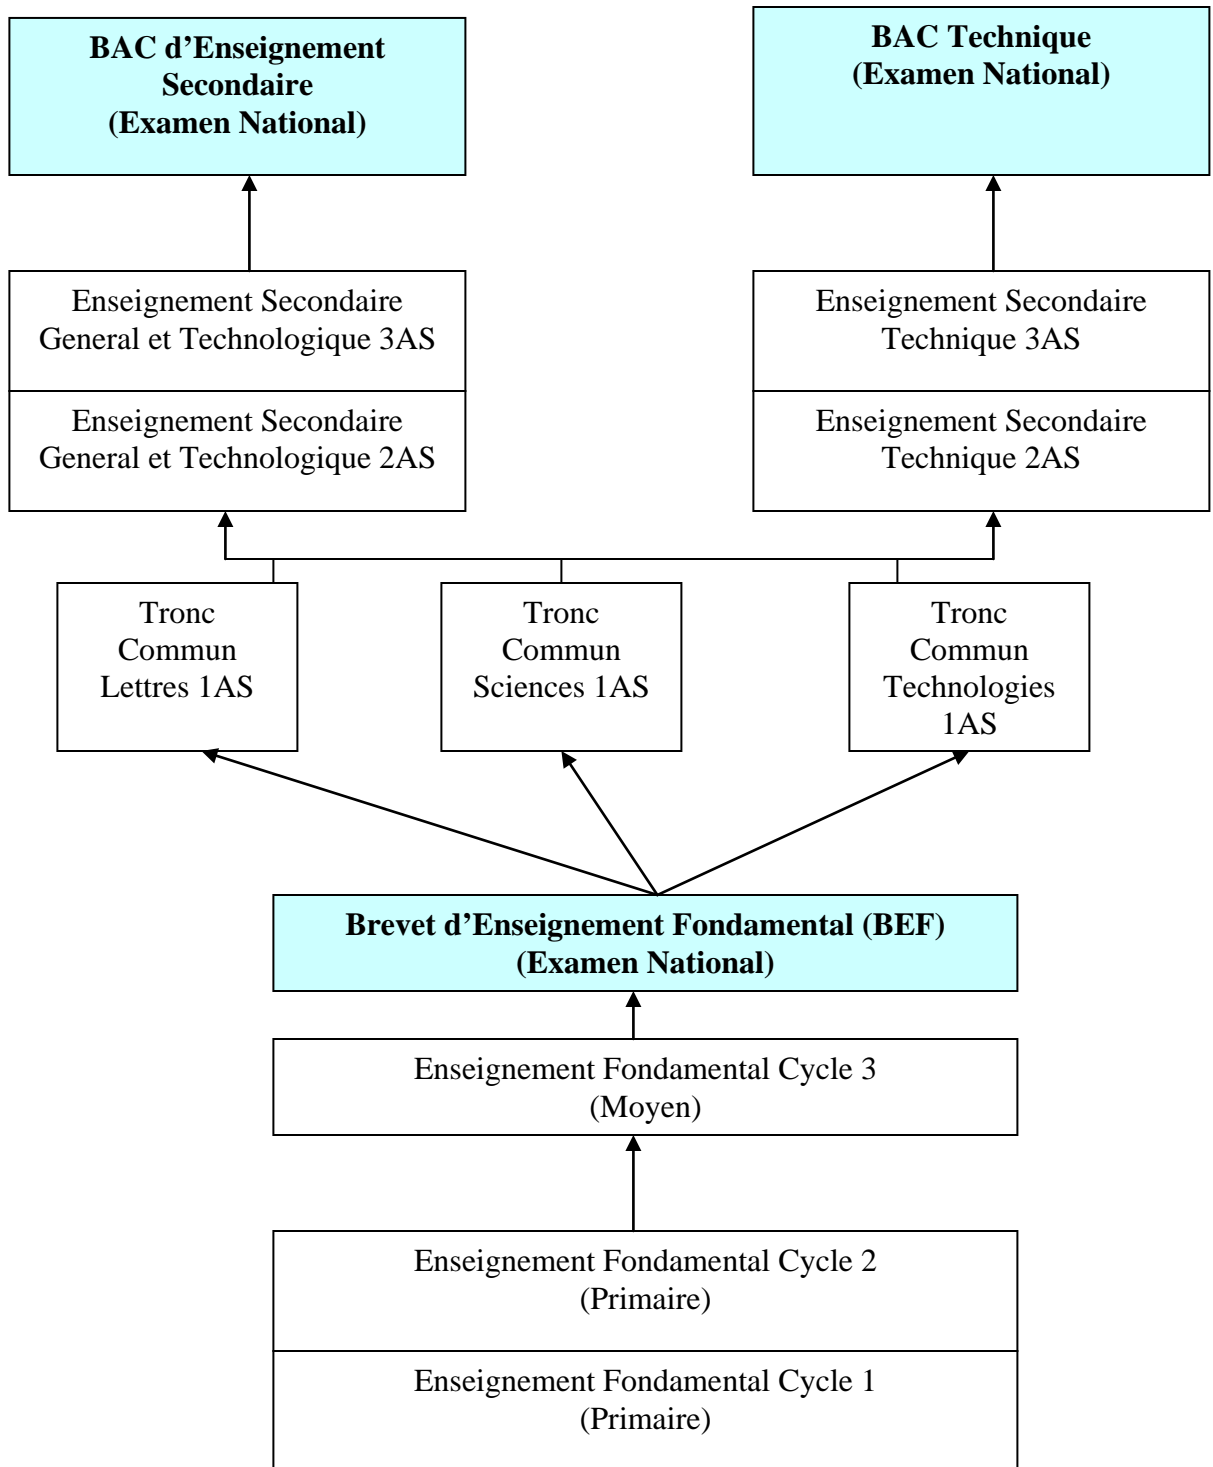 BAC d’Enseignement
Secondaire
(Examen National)
BAC Technique
(Examen National)
Enseignement Secondaire
General et Technologique 3AS
Enseignement Secondaire
Technique 3AS
Enseignement Secondaire
General et Technologique 2AS
Enseignement Secondaire
Technique 2AS
Tronc
Commun
Lettres 1AS
Tronc
Commun
Sciences 1AS
Tronc
Commun
Technologies
1AS
Brevet d’Enseignement Fondamental (BEF)
(Examen National)
Enseignement Fondamental Cycle 3
(Moyen)
Enseignement Fondamental Cycle 2
(Primaire)
Enseignement Fondamental Cycle 1
(Primaire)